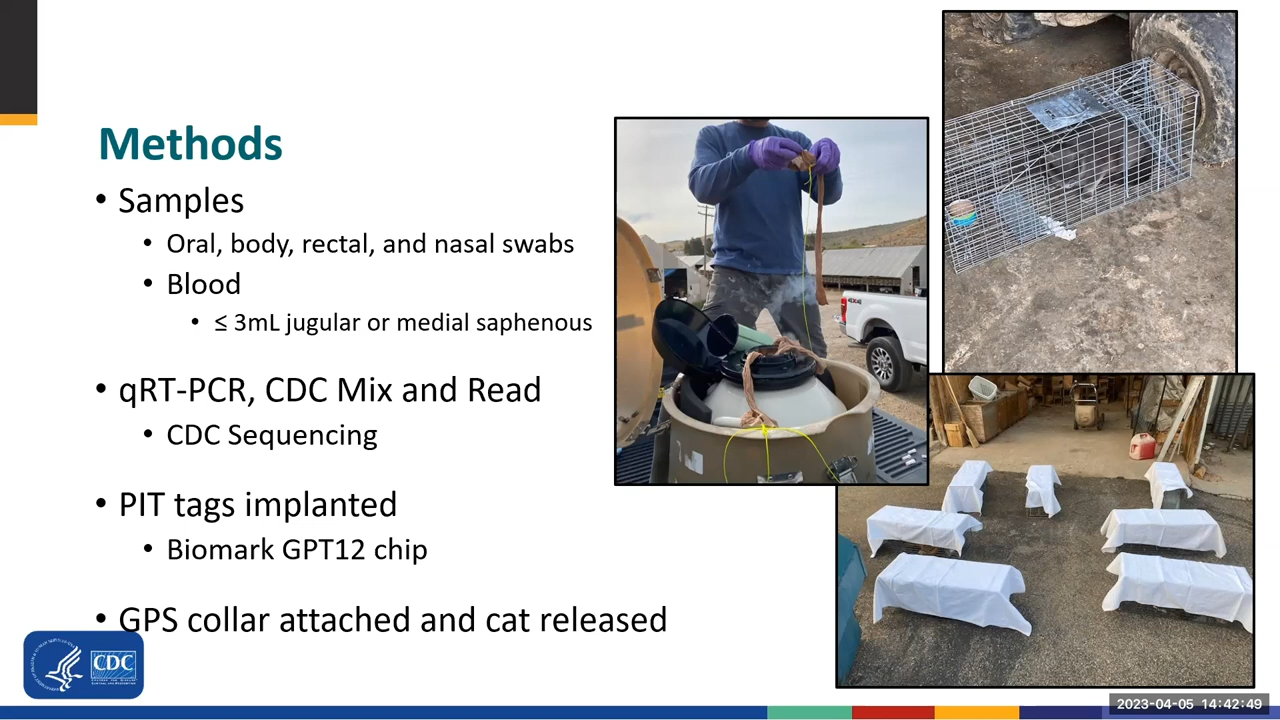 Methods
• Samples
• Oral, body, rectal, and nasal swabs
• Blood
• ≤ 3mL jugular or medial saphenous
• qRT-PCR, CDC Mix and Read
• CDC Sequencing
• PIT tags implanted
• Biomark GPT12 chip
• GPS collar attached and cat released
CDC
2023-04-05 14:42:49